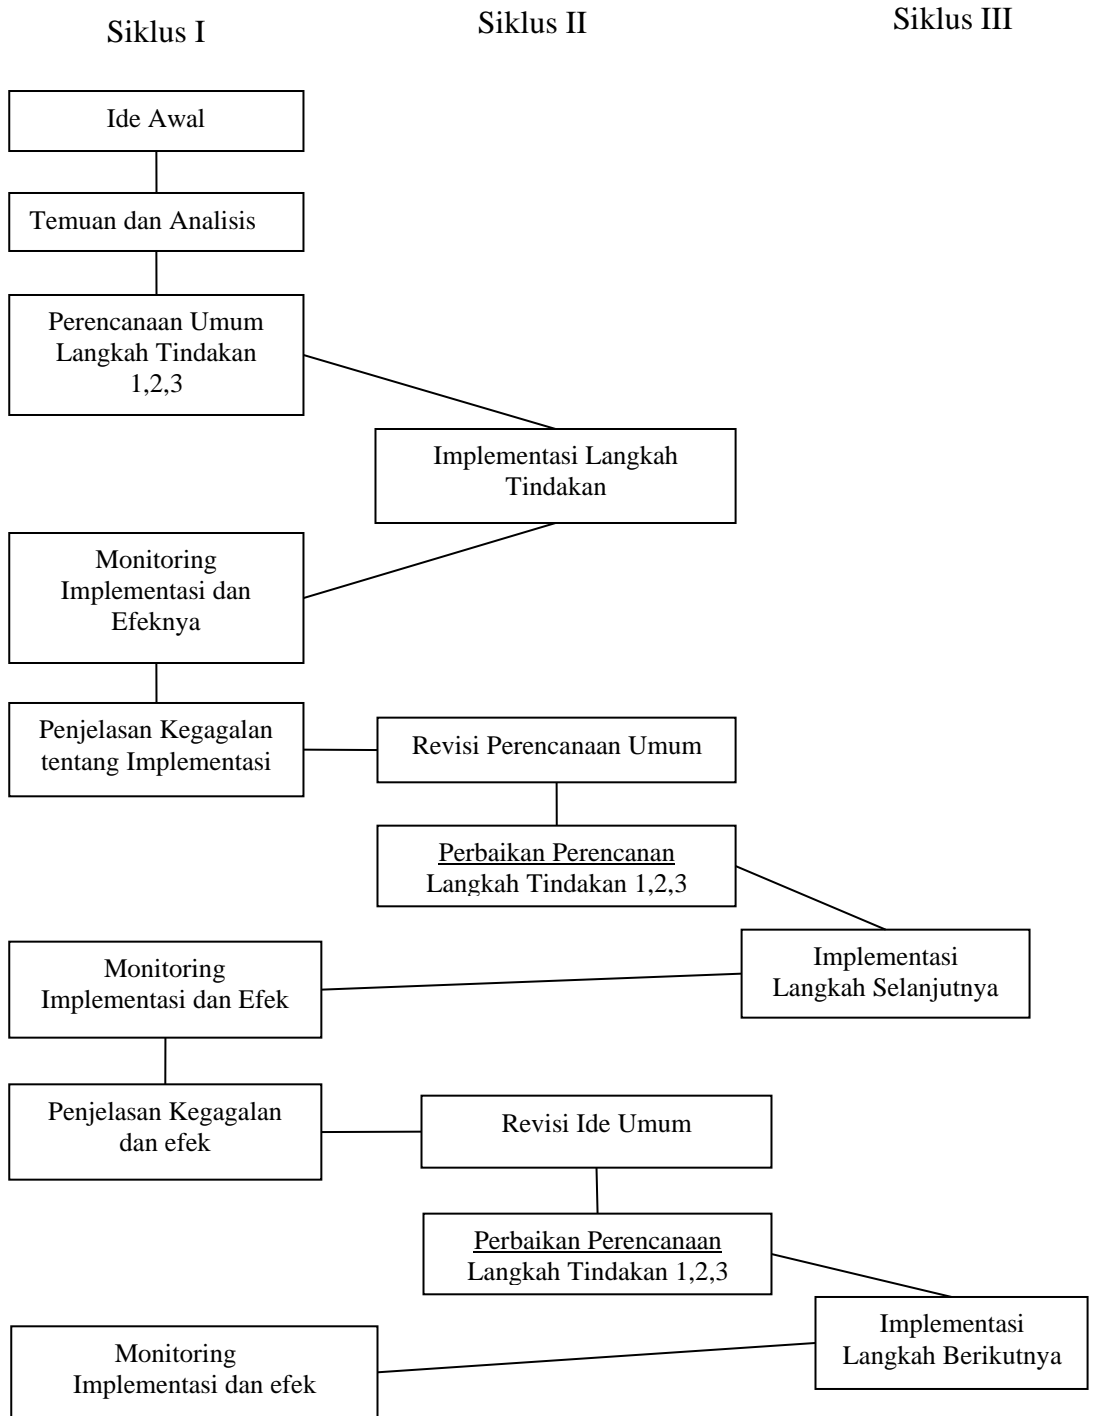 Siklus I
Siklus II
Siklus III
Ide Awal
Temuan dan Analisis
Perencanaan Umum
Langkah Tindakan
1,2,3
Implementasi Langkah
Tindakan
Monitoring
Implementasi dan
Efeknya
Penjelasan Kegagalan
tentang Implementasi
Revisi Perencanaan Umum
Perbaikan Perencanan
Langkah Tindakan 1,2,3
Implementasi
Langkah Selanjutnya
Monitoring
Implementasi dan Efek
Penjelasan Kegagalan
dan efek
Revisi Ide Umum
Perbaikan Perencanaan
Langkah Tindakan 1,2,3
Implementasi
Langkah Berikutnya
Monitoring
Implementasi dan efek